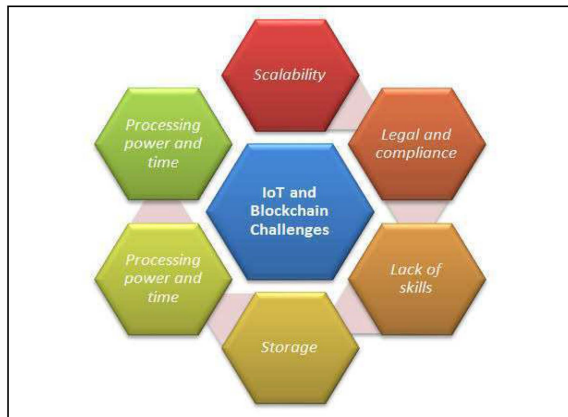 Scalability
Legal and
compliance
Lack of
skills
Storage
Processing
power and
time
Processing
power and
time
IoT and
Blockchain
Challenges